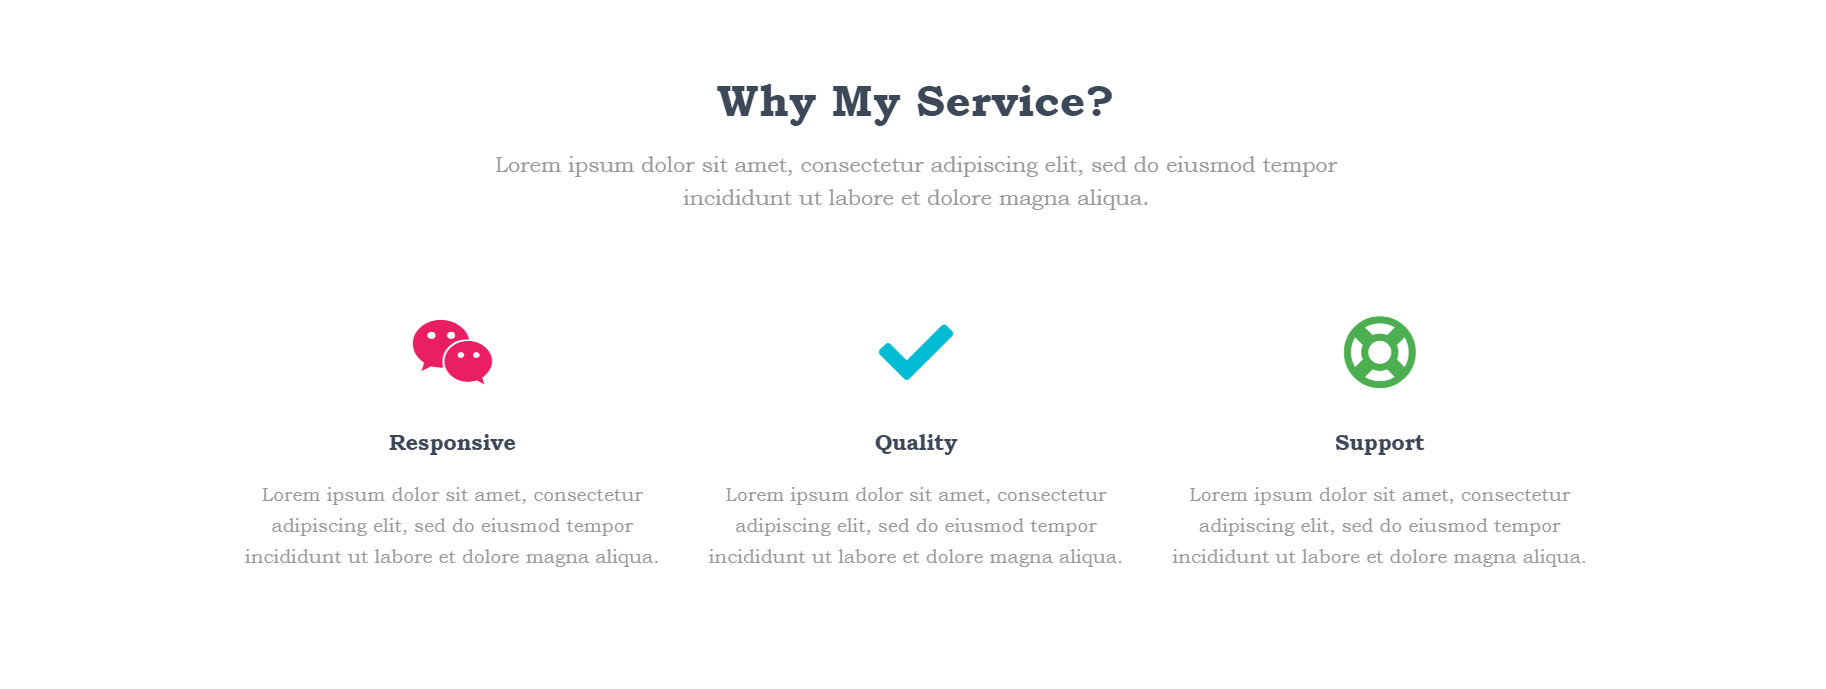 Why My Service?
Lorem ipsum dolor sit amet, consectetur adipiscing elit, sed do eiusmod tempor
incididunt ut labore et dolore magna aliqua.
Responsive
Lorem ipsum dolor sit amet, consectetur
adipiscing elit, sed do eiusmod tempor
incididunt ut labore et dolore magna aliqua.
Quality
Lorem ipsum dolor sit amet, consectetur
adipiscing elit, sed do eiusmod tempor
incididunt ut labore et dolore magna aliqua.
Support
Lorem ipsum dolor sit amet, consectetur
adipiscing elit, sed do eiusmod tempor
incididunt ut labore et dolore magna aliqua.